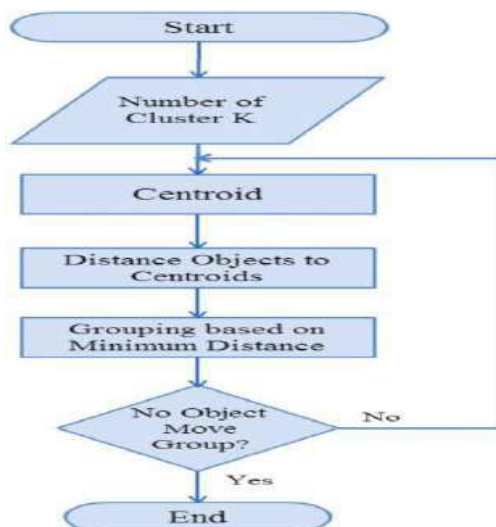 Start
Number of
Cluster K
Centroid
Distance Objects to
Centroids
Grouping based on
Minimum Distance
No Object
Move
Group?
No
Yes
End